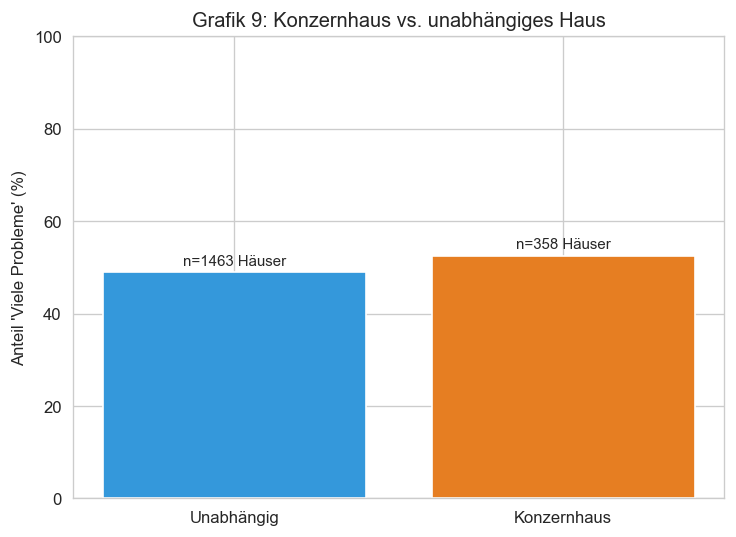 Grafik 9: Konzernhaus vs. unabhängiges Haus
Anteil 'Viele Probleme' (%)
100
80
60
40
20
0
n=1463 Häuser
n=358 Häuser
Unabhängig
Konzernhaus